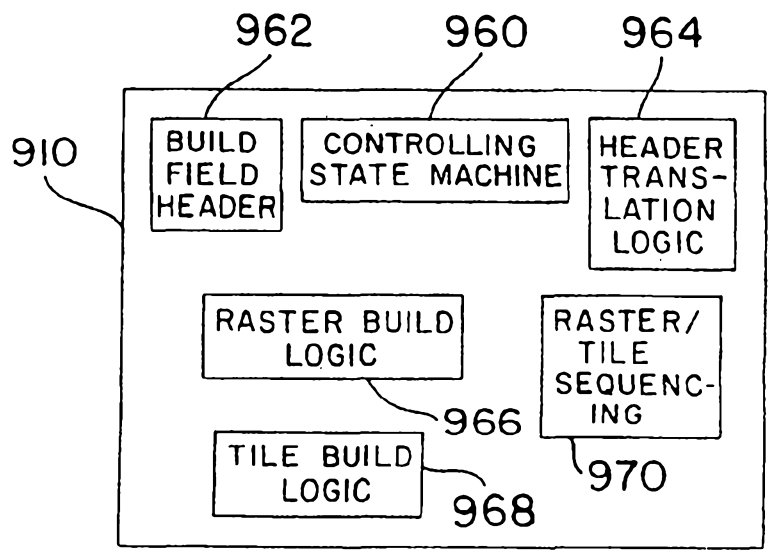 962
960
964
910
BUILD
FIELD
HEADER
CONTROLLING
STATE MACHINE
HEADER
TRANS-
LATION
LOGIC
RASTER BUILD
LOGIC
966
RASTER/
TILE
SEQUENC-
ING
970
TILE BUILD
LOGIC
968